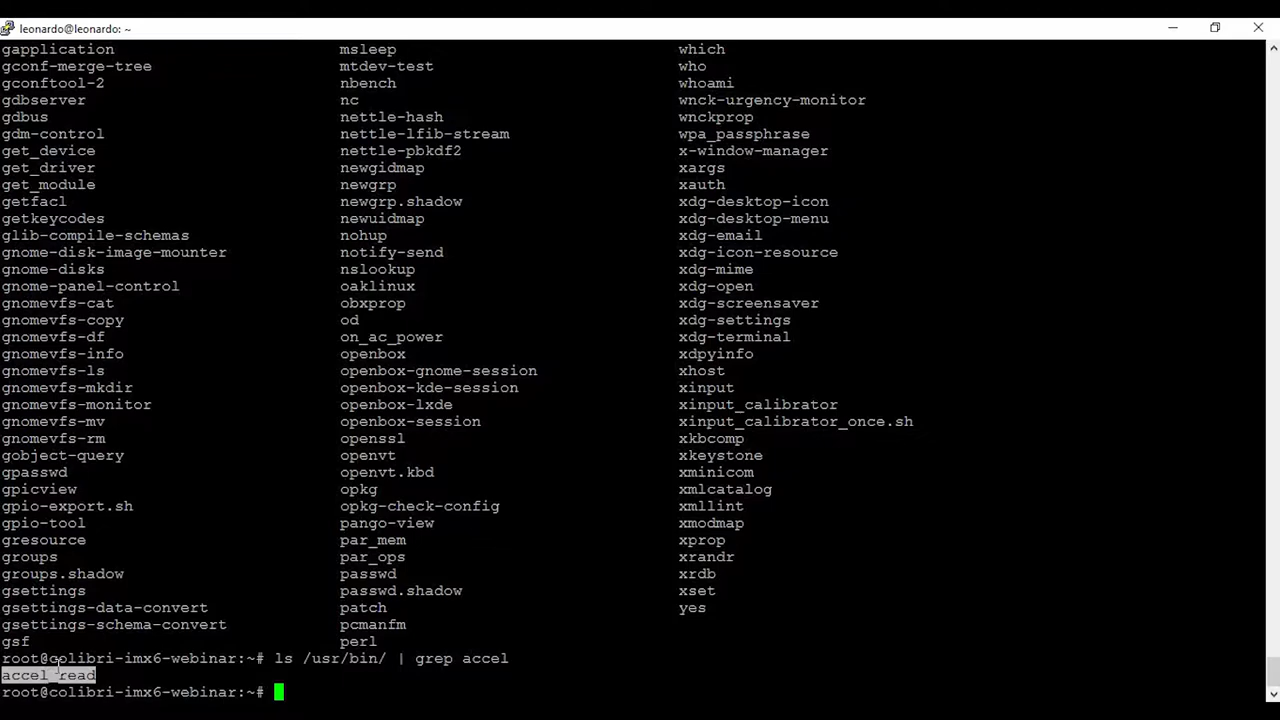 leonardo@leonardo: ~
gapplication msleep which
gconf-merge-tree mtdev-test who
gconftool-2 nbench whoami
gdbserver nc wnck-urgency-monitor
gdbus nettle-hash wnckprop
gdm-control nettle-lfib-stream wpa_passphrase
get_device nettle-pbkdf2 x-window-manager
get_driver newgidmap xargs
get_module newgrp xauth
getfacl newgrp.shadow xdg-desktop-icon
getkeycodes newuidmap xdg-desktop-menu
glib-compile-schemas nohup xdg-email
gnome-disk-image-mounter notify-send xdg-icon-resource
gnome-disks nslookup xdg-mime
gnome-panel-control oaklinux xdg-open
gnomevfs-cat obxprop xdg-screensaver
gnomevfs-copy od xdg-settings
gnomevfs-df on_ac_power xdg-terminal
gnomevfs-info openbox xdpyinfo
gnomevfs-ls openbox-gnome-session xhost
gnomevfs-mkdir openbox-kde-session xinput
gnomevfs-monitor openbox-lxde xinput_calibrator
gnomevfs-mv openbox-session xinput_calibrator_once.sh
gnomevfs-rm openssl xkbcomp
gobject-query openvt xkeystone
gpasswd openvt.kbd xminicom
gpicview opkg xmlcatalog
gpio-export.sh opkg-check-config xmllint
gpio-tool pango-view xmodmap
gresource par_mem xprop
groups par_ops xrandr
groups.shadow passwd xrdb
gsettings passwd.shadow xset
gsettings-data-convert patch yes
gsettings-schema-convert pcmanfm
gsf perl
root@colibri-imx6-webinar:~# ls /usr/bin/ | grep accel
accel_read
root@colibri-imx6-webinar:~#